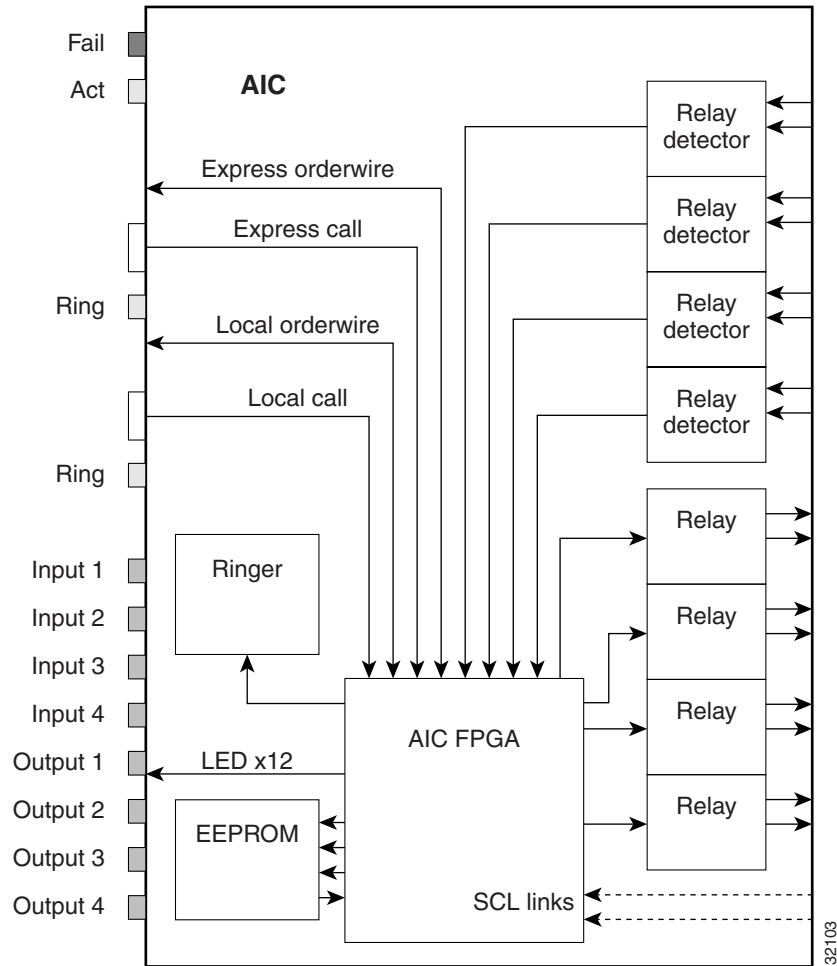 Fail
Act
AIC
Relay
detector
Express orderwire
Relay
detector
Express call
Ring
Relay
detector
Local orderwire
Local call
Relay
detector
Ring
Relay
Ringer
Input 1
Input 2
Relay
Input 3
Input 4
Relay
AIC FPGA
Output 1
LED x12
Output 2
Relay
EEPROM
Output 3
Output 4
SCL links
32103